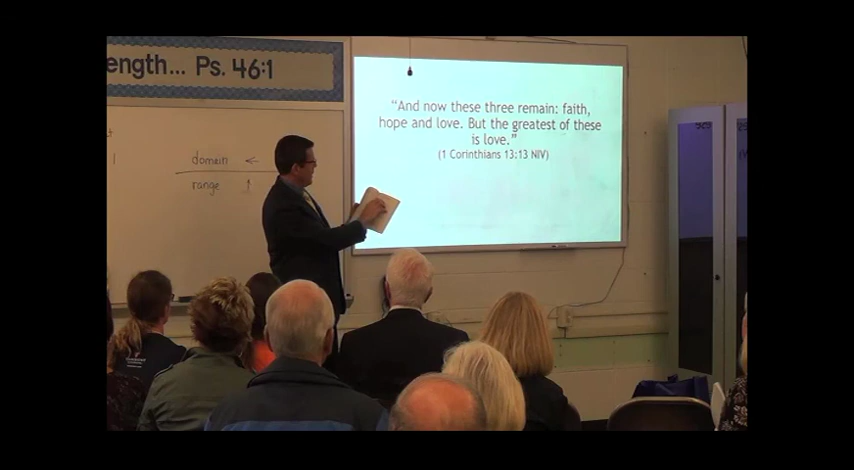 ength... Ps. 46:1
domain ←
range ↑
“And now these three remain: faith,
hope and love. But the greatest of these
is love.”
(1 Corinthians 13:13 NIV)